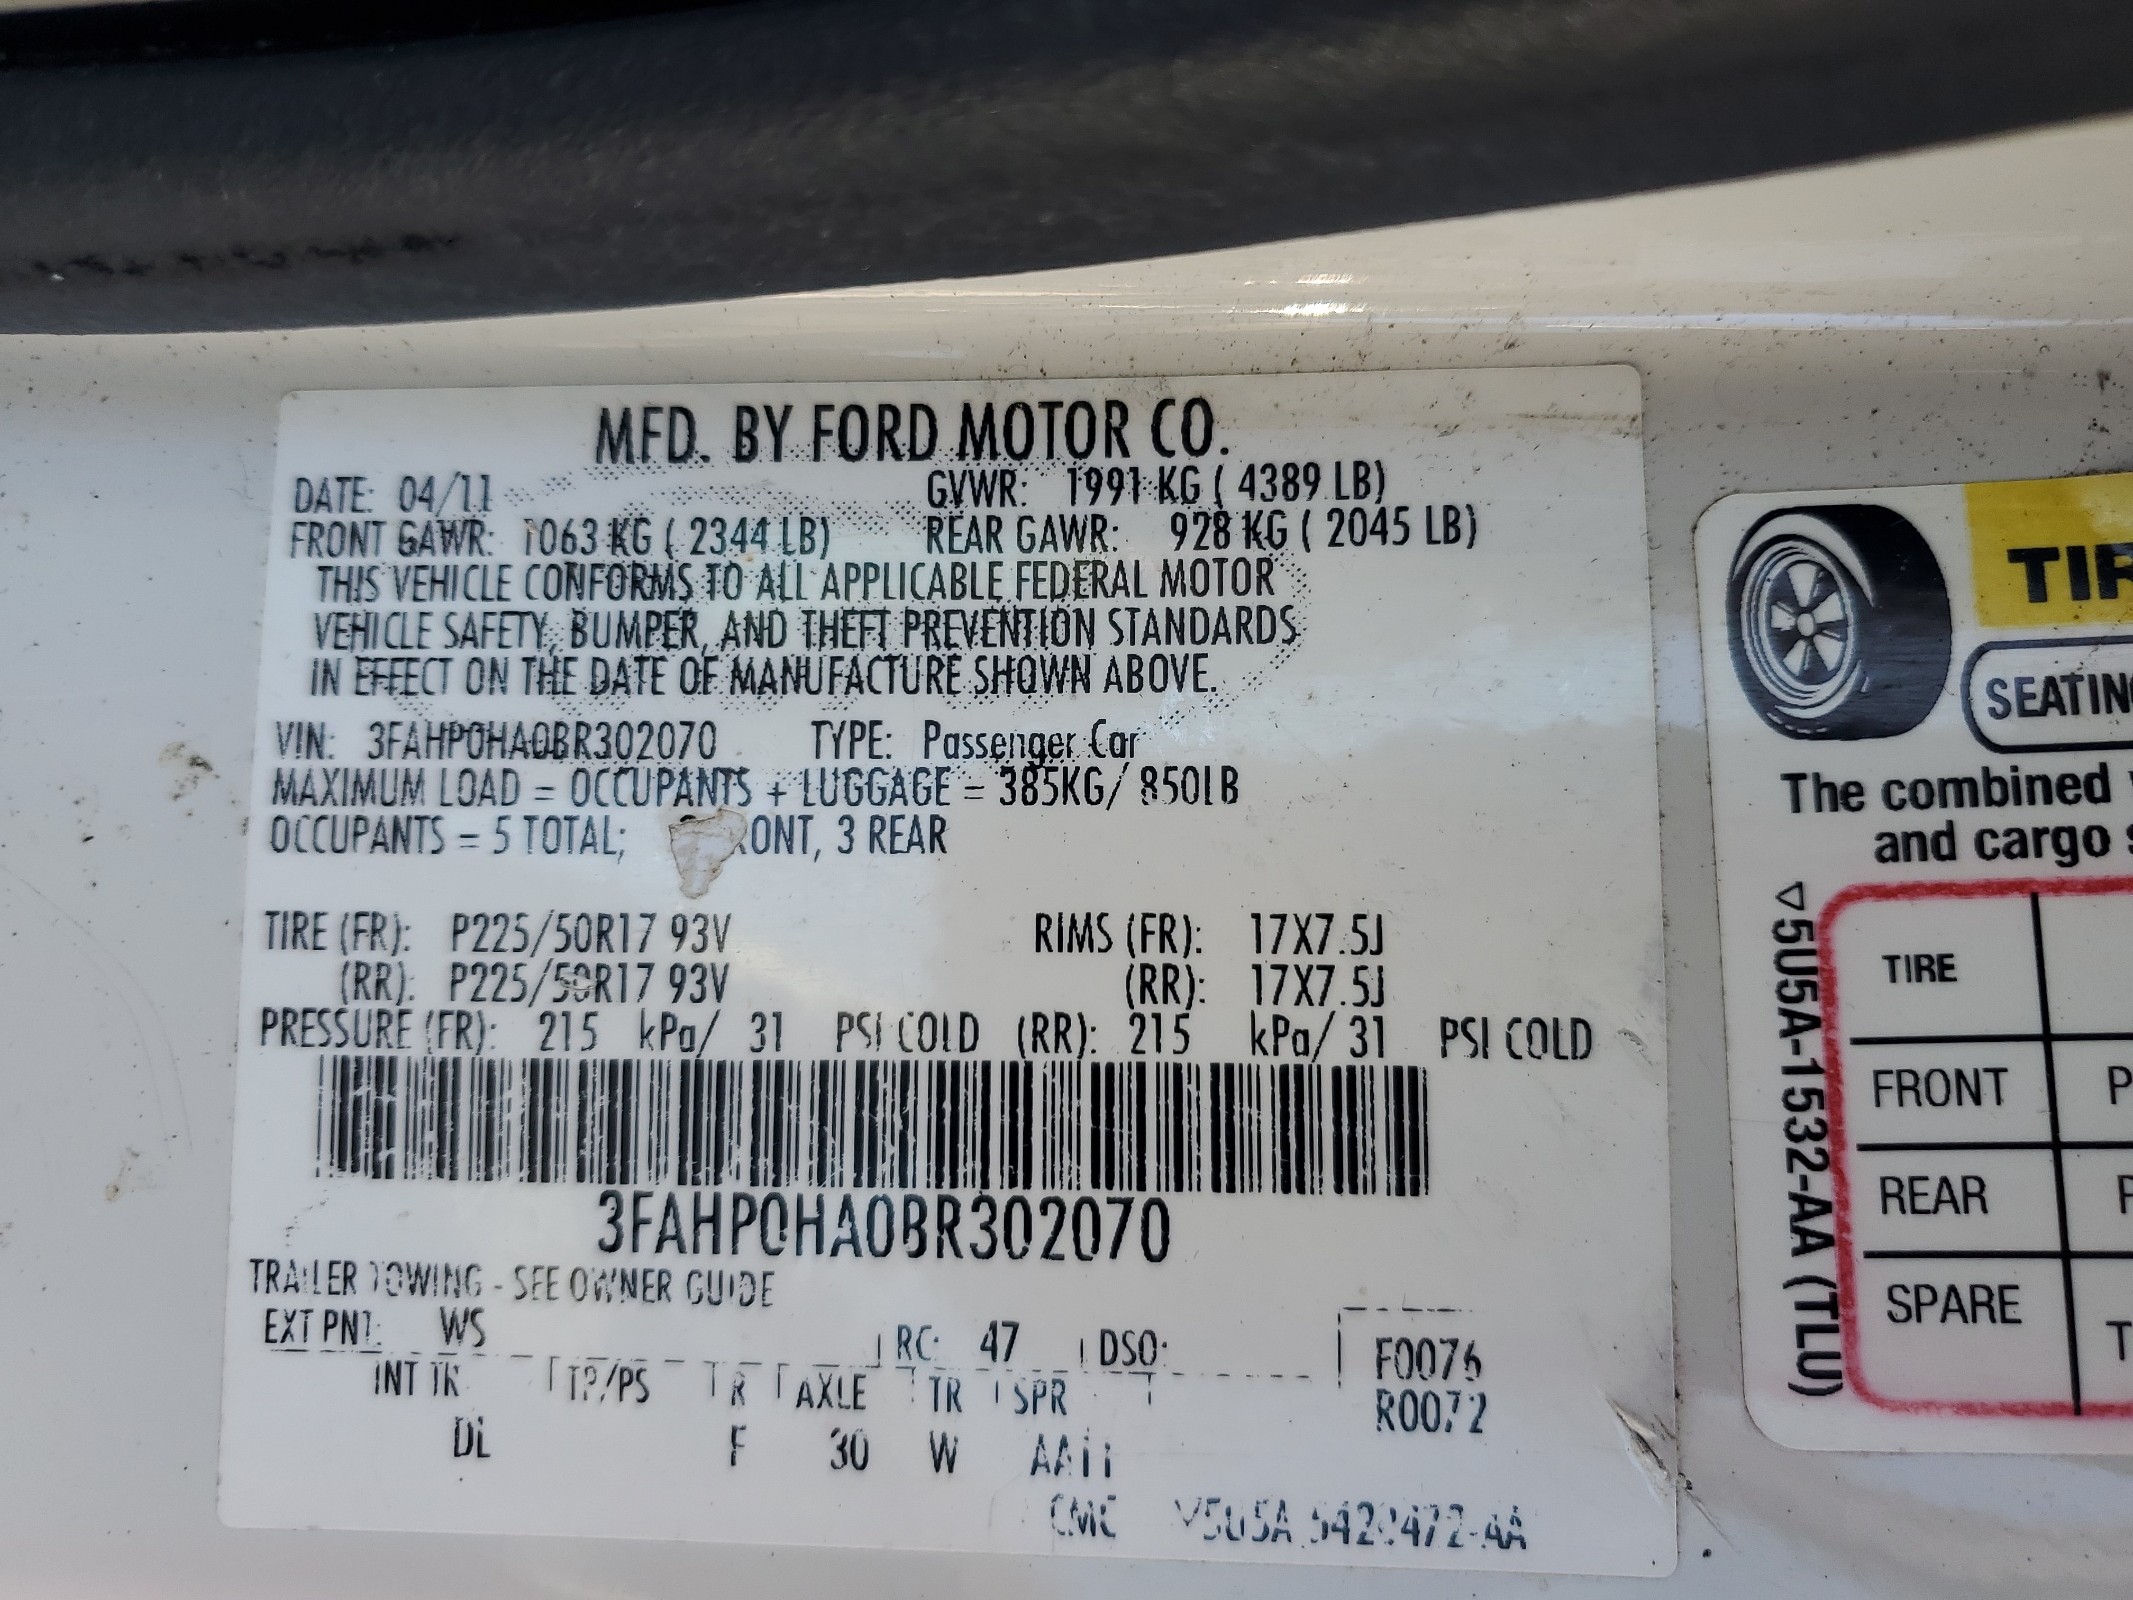 MFD. BY FORD MOTOR CO.
DATE: 04/11 GVWR: 1991 KG ( 4389 LB)
FRONT GAWR: 1063 KG ( 2344 LB) REAR GAWR: 928 KG ( 2045 LB)
THIS VEHICLE CONFORMS TO ALL APPLICABLE FEDERAL MOTOR
VEHICLE SAFETY, BUMPER, AND THEFT PREVENTION STANDARDS
IN EFFECT ON THE DATE OF MANUFACTURE SHOWN ABOVE.
VIN: 3FAHP0HA0BR302070 TYPE: Passenger Car
MAXIMUM LOAD = OCCUPANTS + LUGGAGE = 385KG/ 850LB
OCCUPANTS = 5 TOTAL; ONT, 3 REAR
TIRE (FR): P225/50R17 93V RIMS (FR): 17X7.5J
(RR): P225/50R17 93V (RR): 17X7.5J
PRESSURE (FR): 215 kPa/ 31 PSI COLD (RR): 215 kPa/ 31 PSI COLD
3FAHP0HA0BR302070
TRAILER TOWING - SEE OWNER GUIDE
EXT PNT: WS RC: 47 DSO: F0076
INT TR TP/PS R AXLE TR SPR R0072
DL F 30 W AA11
CMC
TIR
SEATING
The combined
and cargo
▽5U5A-1532-AA (TLU)
TIRE
FRONT P
REAR
SPARE T